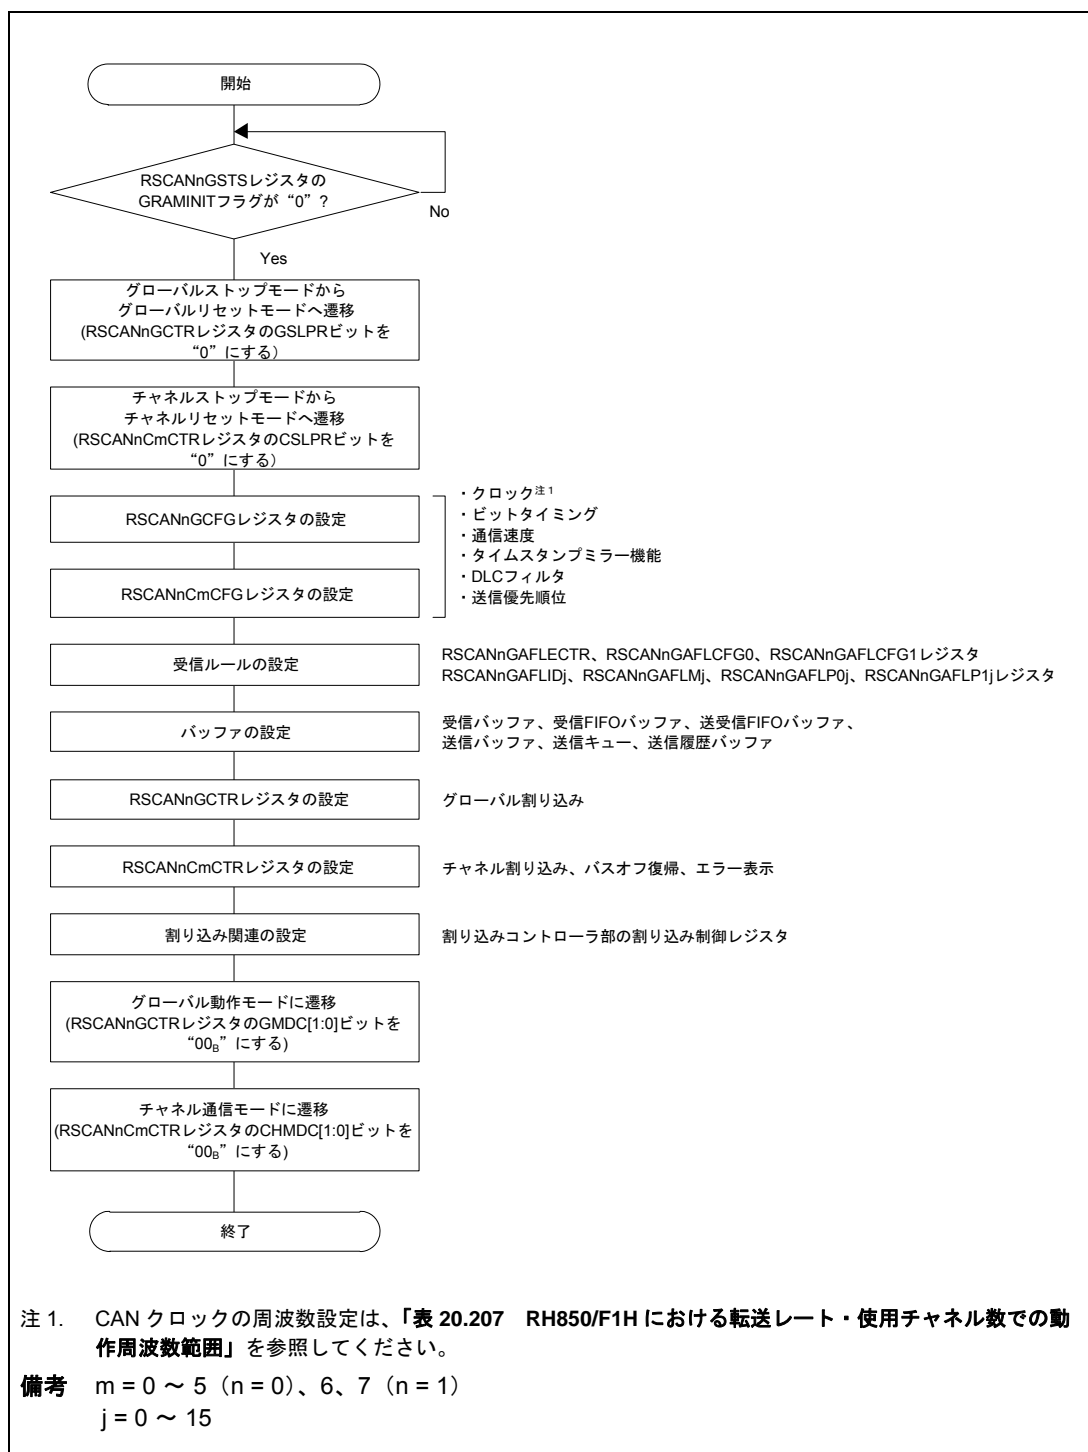 開始
RSCANnGSTSレジスタの
GRAMINITフラグが“0”?
No
Yes
グローバルストップモードから
グローバルリセットモードへ遷移
(RSCANnGCTRレジスタのGSLPRビットを
“0”にする)
チャネルストップモードから
チャネルリセットモードへ遷移
(RSCANnCmCTRレジスタのCSLPRビットを
“0”にする)
RSCANnGCFGレジスタの設定
RSCANnCmCFGレジスタの設定
・クロック注1
・ビットタイミング
・通信速度
・タイムスタンプミラー機能
・DLCフィルタ
・送信優先順位
受信ルールの設定
RSCANnGAFLECTR、RSCANnGAFLCFG0、RSCANnGAFLCFG1レジスタ
RSCANnGAFLIDj、RSCANnGAFLMj、RSCANnGAFLP0j、RSCANnGAFLP1jレジスタ
バッファの設定
受信バッファ、受信FIFOバッファ、送受信FIFOバッファ、
送信バッファ、送信キュー、送信履歴バッファ
RSCANnGCTRレジスタの設定
グローバル割り込み
RSCANnCmCTRレジスタの設定
チャネル割り込み、バスオフ復帰、エラー表示
割り込み関連の設定
割り込みコントローラ部の割り込み制御レジスタ
グローバル動作モードに遷移
(RSCANnGCTRレジスタのGMDC[1:0]ビットを
“00B”にする)
チャネル通信モードに遷移
(RSCANnCmCTRレジスタのCHMDC[1:0]ビットを
“00B”にする)
終了
注 1. CAN クロックの周波数設定は、「表 20.207 RH850/F1H における転送レート・使用チャネル数での動
作周波数範囲」を参照してください。
備考 m = 0 ~ 5(n = 0)、6、7(n = 1)
j = 0 ~ 15